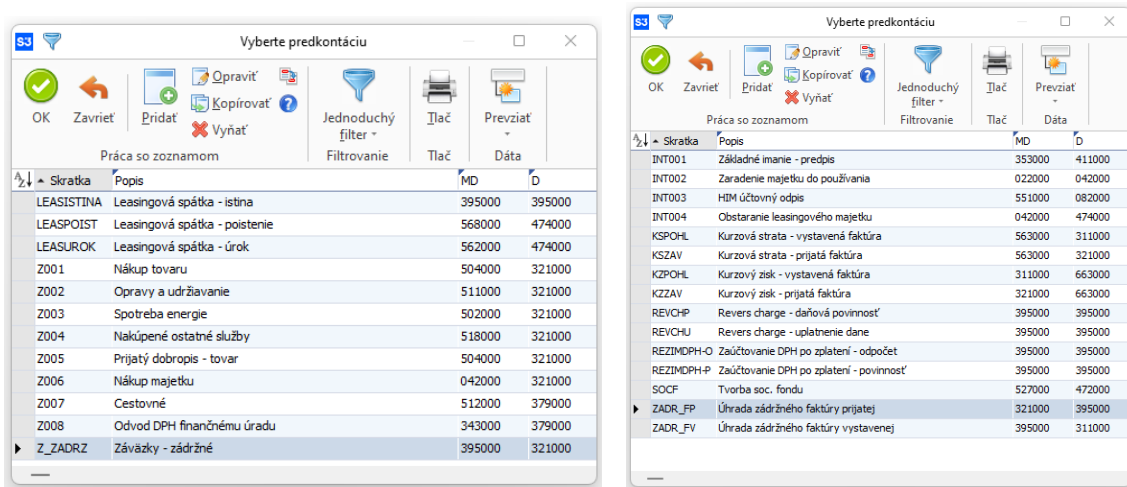 S3 Vyberte predkontáciu
Opraviť
Kopírovať
Vyňať
OK Zavrieť Pridať Jednoduchý filter Tlač Prevziať
Práca so zoznamom Filtrovanie Tlač Dáta
Skratka Popis MD D
LEASISTINA Leasingová spátka - istina 395000 395000
LEASPOIST Leasingová spátka - poistenie 568000 474000
LEASUROK Leasingová spátka - úrok 562000 474000
Z001 Nákup tovaru 504000 321000
Z002 Opravy a udržiavanie 511000 321000
Z003 Spotreba energie 502000 321000
Z004 Nakúpené ostatné služby 518000 321000
Z005 Prijatý dobropis - tovar 504000 321000
Z006 Nákup majetku 042000 321000
Z007 Cestovné 512000 379000
Z008 Odvod DPH finančnému úradu 343000 379000
Z_ZADRZ Záväzky - zádržné 395000 321000
S3 Vyberte predkontáciu
Opraviť
Kopírovať
Vyňať
OK Zavrieť Pridať Jednoduchý filter Tlač Prevziať
Práca so zoznamom Filtrovanie Tlač Dáta
Skratka Popis MD D
INT001 Základné imanie - predpis 353000 411000
INT002 Zaradenie majetku do používania 022000 042000
INT003 HIM účtovný odpis 551000 082000
INT004 Obstaranie leasingového majetku 042000 474000
KSPOHL Kurzová strata - vystavená faktúra 563000 311000
KSZAV Kurzová strata - prijatá faktúra 563000 321000
KZPOHL Kurzový zisk - vystavená faktúra 311000 663000
KZZAV Kurzový zisk - prijatá faktúra 321000 663000
REVCHP Revers charge - daňová povinnosť 395000 395000
REVCHU Revers charge - uplatnenie dane 395000 395000
REZIMDPH-O Zaúčtovanie DPH po zplatení - odpočet 395000 395000
REZIMDPH-P Zaúčtovanie DPH po zplatení - povinnosť 395000 395000
SOCF Tvorba soc. fondu 527000 472000
ZADR_FP Úhrada zádržného faktúry prijatej 321000 395000
ZADR_FV Úhrada zádržného faktúry vystavenej 395000 311000